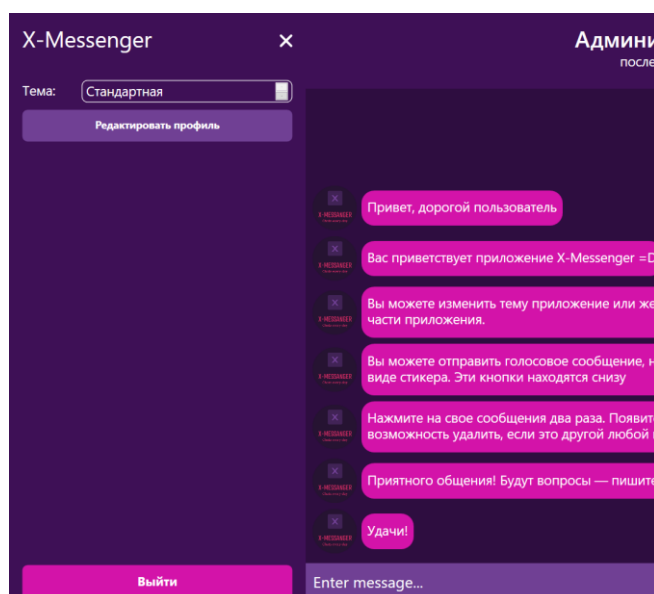 X-Messenger
Админи
после
Тема:
Стандартная
Редактировать профиль
Привет, дорогой пользователь
Вас приветствует приложение X-Messenger =D
Вы можете изменить тему приложение или же
части приложения.
Вы можете отправить голосовое сообщение, н
виде стикера. Эти кнопки находятся снизу
Нажмите на свое сообщения два раза. Появит
возможность удалить, если это другой любой
Приятного общения! Будут вопросы — пишите
Удачи!
Выйти
Enter message...